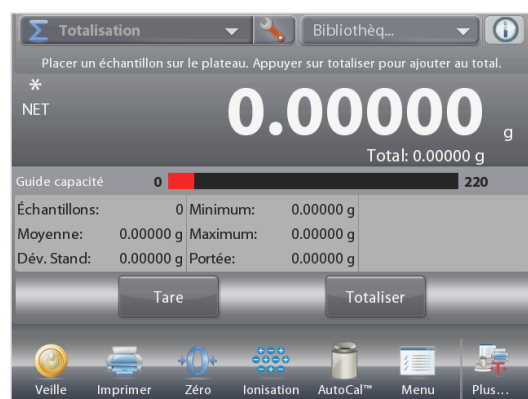 Σ Totalisation Bibliothèq...
Placer un échantillon sur le plateau. Appuyer sur totaliser pour ajouter au total.
*
NET
0.00000 g
Total: 0.00000 g
Guide capacité 0 220
Échantillons: 0 Minimum: 0.00000 g
Moyenne: 0.00000 g Maximum: 0.00000 g
Dév. Stand: 0.00000 g Portée: 0.00000 g
Tare Totaliser
Veille Imprimer Zéro Ionisation AutoCal™ Menu Plus...